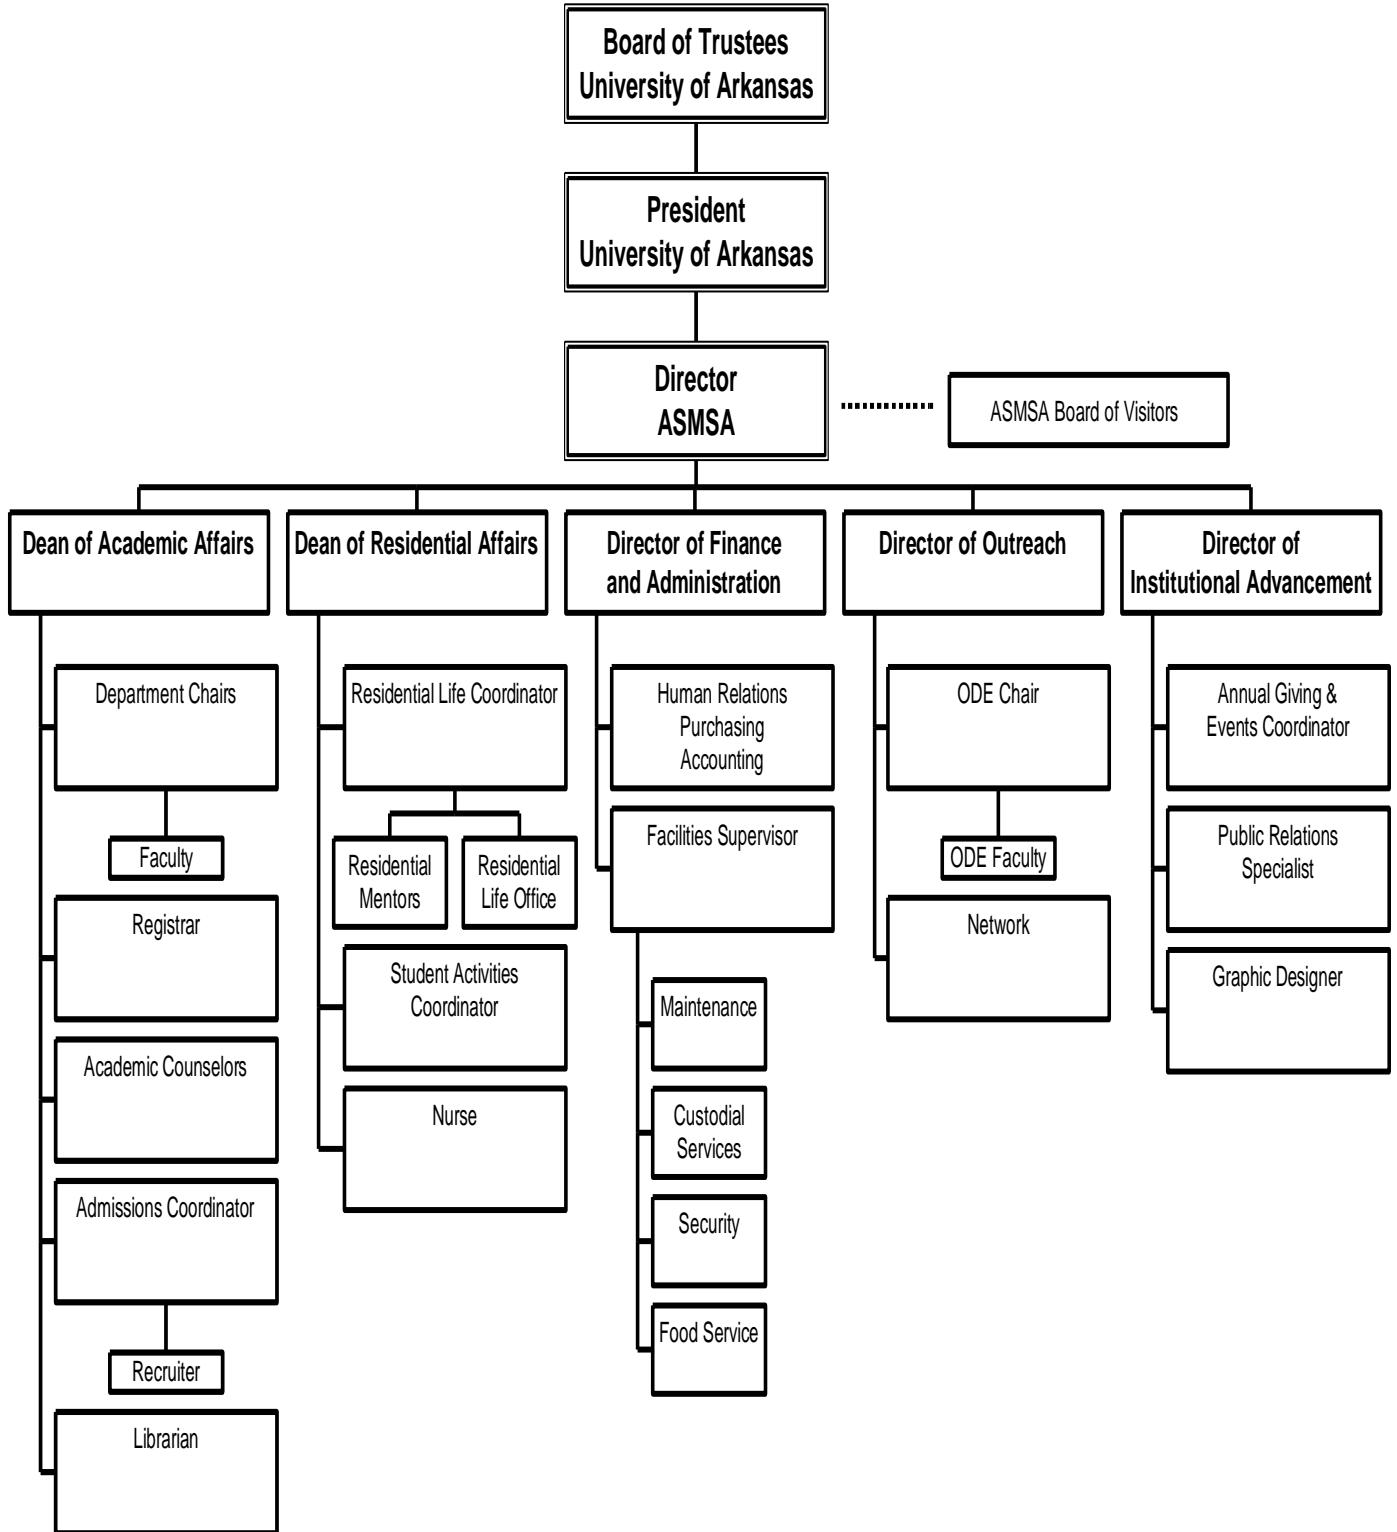 Board of Trustees
University of Arkansas
President
University of Arkansas
Director
ASMSA
ASMSA Board of Visitors
Dean of Academic Affairs
Dean of Residential Affairs
Director of Finance
and Administration
Director of Outreach
Director of
Institutional Advancement
Department Chairs
Faculty
Registrar
Academic Counselors
Admissions Coordinator
Recruiter
Librarian
Residential Life Coordinator
Residential
Mentors
Residential
Life Office
Student Activities
Coordinator
Nurse
Human Relations
Purchasing
Accounting
Facilities Supervisor
Maintenance
Custodial
Services
Security
Food Service
ODE Chair
ODE Faculty
Network
Annual Giving &
Events Coordinator
Public Relations
Specialist
Graphic Designer